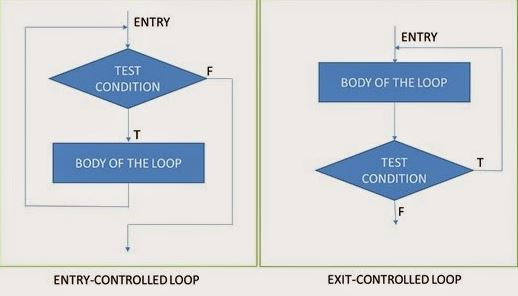 ENTRY
TEST
CONDITION
F
T
BODY OF THE LOOP
ENTRY-CONTROLLED LOOP
ENTRY
BODY OF THE LOOP
TEST
CONDITION
T
F
EXIT-CONTROLLED LOOP